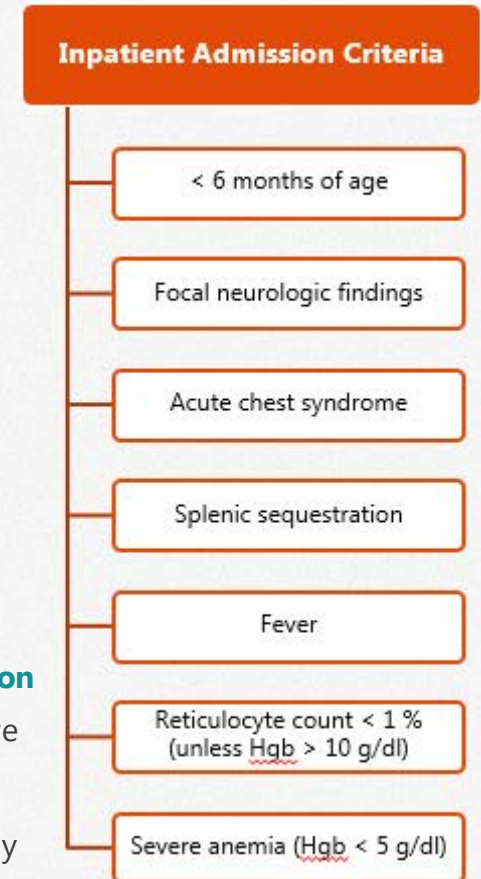 Inpatient Admission Criteria
< 6 months of age
Focal neurologic findings
Acute chest syndrome
Splenic sequestration
Fever
on
Reticulocyte count < 1 %
(unless Hgb > 10 g/dl)
Severe anemia (Hgb < 5 g/dl)